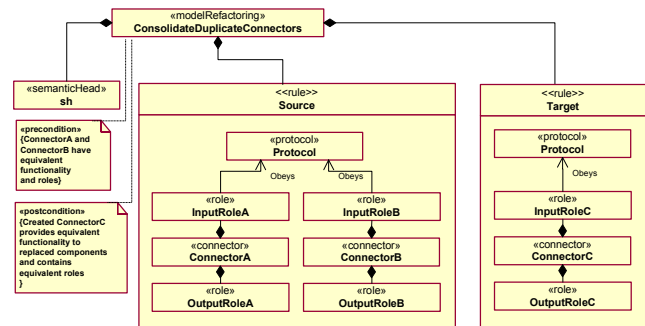 «modelRefactoring»
ConsolidateDuplicateConnectors
«semanticHead»
sh
«precondition»
{ConnectorA and
ConnectorB have
equivalent
functionality
and roles}
«postcondition»
{Created ConnectorC
provides equivalent
functionality to
replaced components
and contains
equivalent roles
}
<<rule>>
Source
«protocol»
Protocol
Obeys
Obeys
«role»
InputRoleA
«role»
InputRoleB
«connector»
ConnectorA
«connector»
ConnectorB
«role»
OutputRoleA
«role»
OutputRoleB
<<rule>>
Target
«protocol»
Protocol
Obeys
«role»
InputRoleC
«connector»
ConnectorC
«role»
OutputRoleC